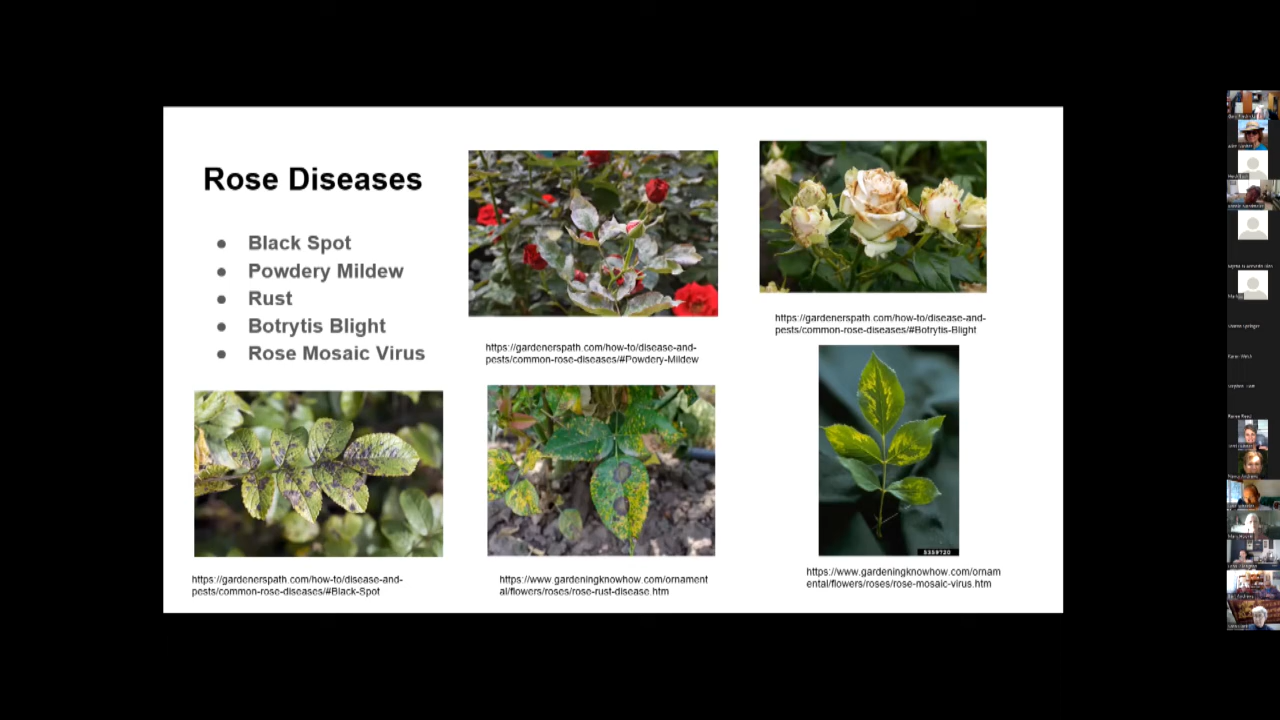 Rose Diseases
● Black Spot
● Powdery Mildew
● Rust
● Botrytis Blight
● Rose Mosaic Virus
https://gardenerspath.com/how-to/disease-and-
pests/common-rose-diseases/#Powdery-Mildew
https://gardenerspath.com/how-to/disease-and-
pests/common-rose-diseases/#Botrytis-Blight
https://gardenerspath.com/how-to/disease-and-
pests/common-rose-diseases/#Black-Spot
https://www.gardeningknowhow.com/ornament
al/flowers/roses/rose-rust-disease.htm
5359720
https://www.gardeningknowhow.com/ornam
ental/flowers/roses/rose-mosaic-virus.htm